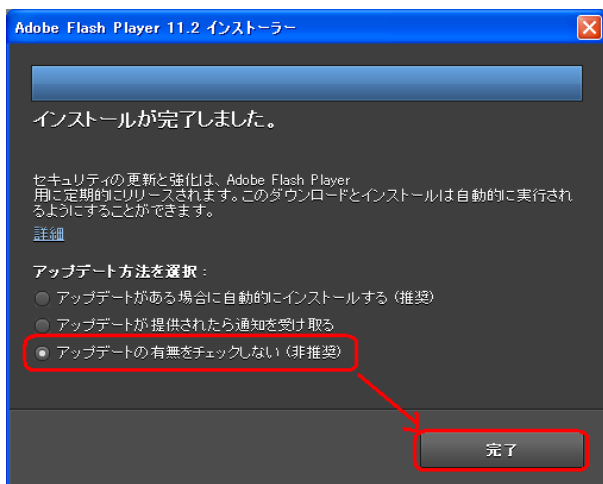 Adobe Flash Player 11.2 インストーラー
インストールが完了しました。
セキュリティの更新と強化は、Adobe Flash Player
用に定期的にリリースされます。このダウンロードとインストールは自動的に実行され
るようにすることができます。
詳細
アップデート方法を選択：
アップデートがある場合に自動的にインストールする (推奨)
アップデートが提供されたら通知を受け取る
アップデートの有無をチェックしない (非推奨)
完了